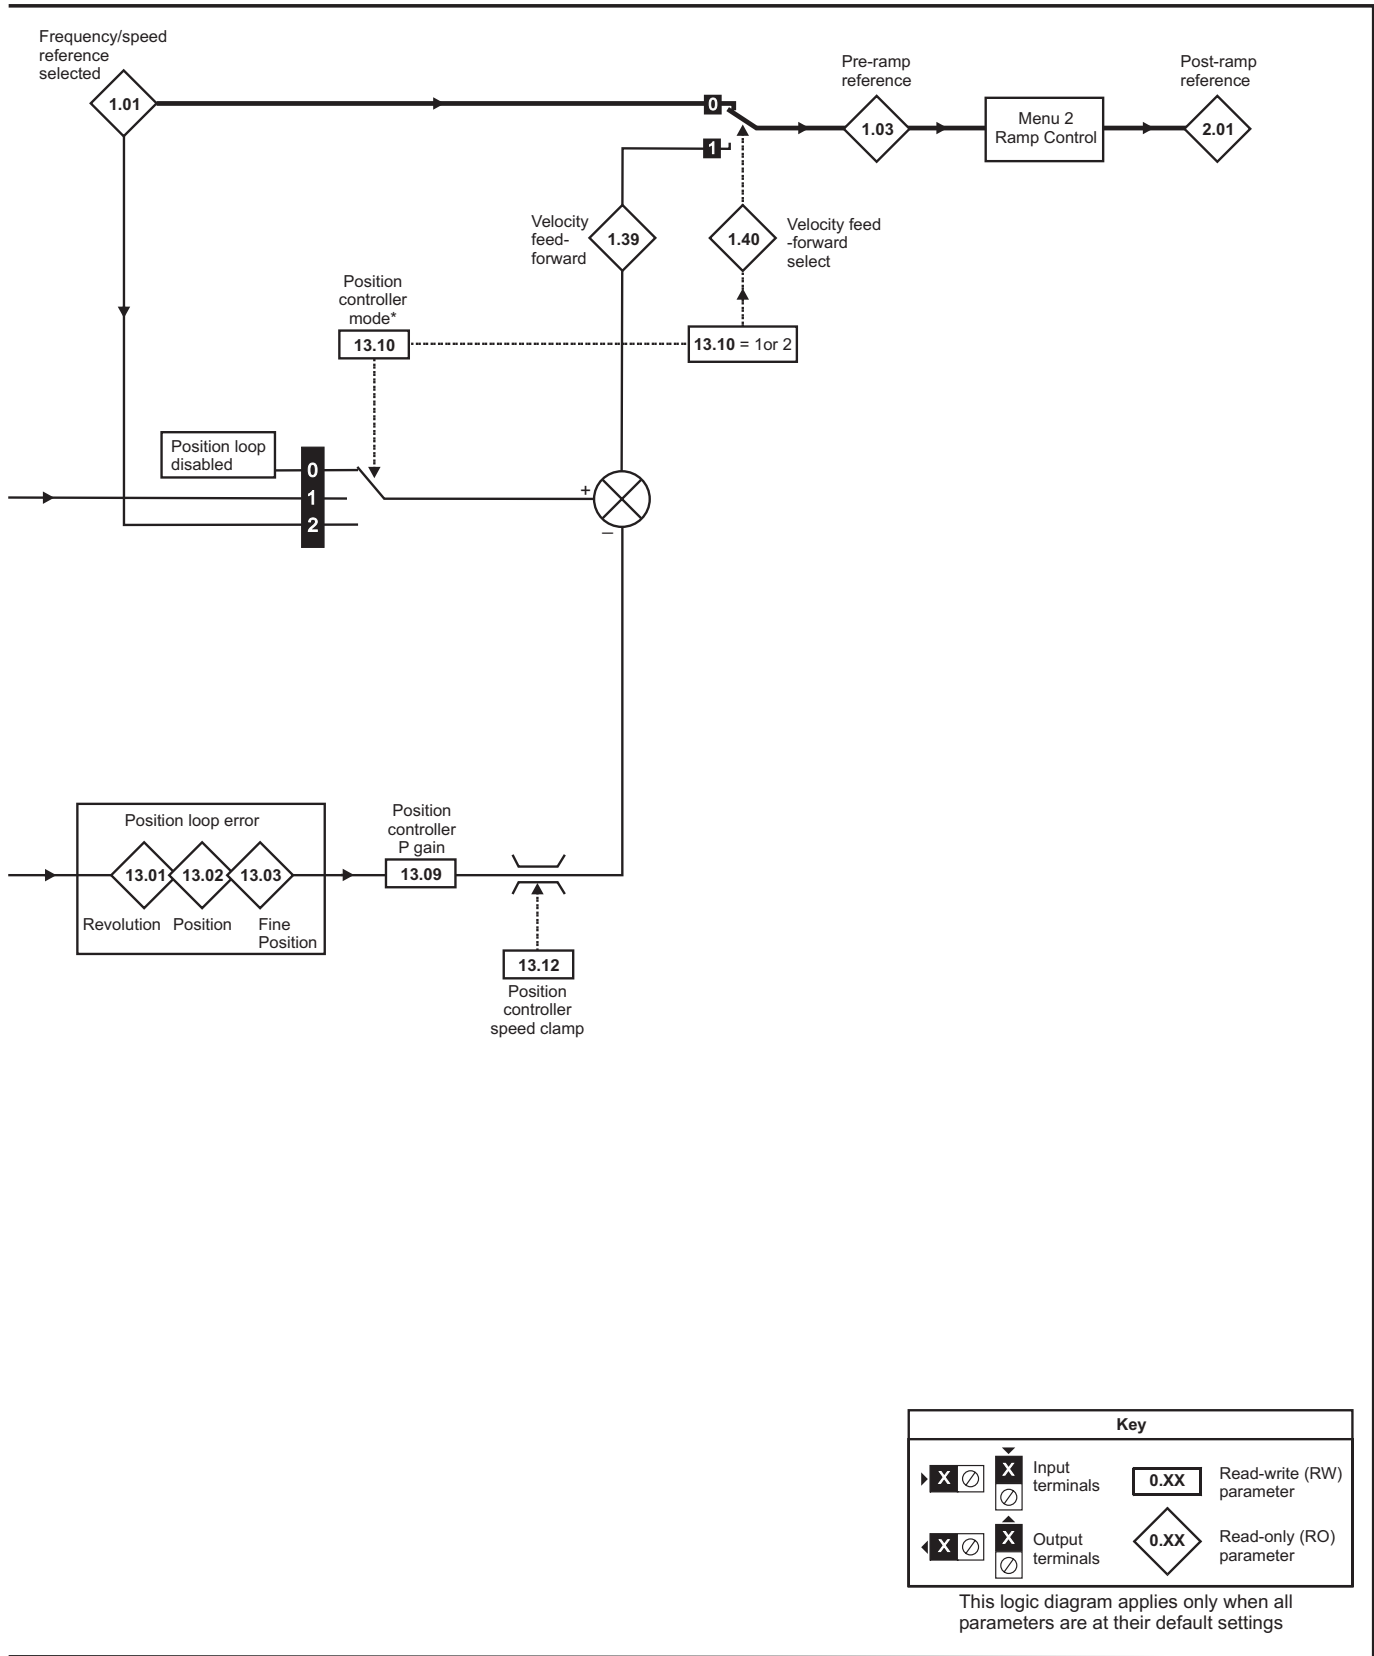 Frequency/speed
reference
selected
1.01
0
1
Pre-ramp
reference
1.03
Menu 2
Ramp Control
Post-ramp
reference
2.01
Velocity
feed-
forward
1.39
1.40
Velocity feed
-forward
select
Position
controller
mode*
13.10
13.10 = 1or 2
Position loop
disabled
0
1
2
+
–
Position loop error
13.01
13.02
13.03
Revolution
Position
Fine
Position
Position
controller
P gain
13.09
13.12
Position
controller
speed clamp
Key
X
X
Input
terminals
0.XX
Read-write (RW)
parameter
X
X
Output
terminals
0.XX
Read-only (RO)
parameter
This logic diagram applies only when all
parameters are at their default settings